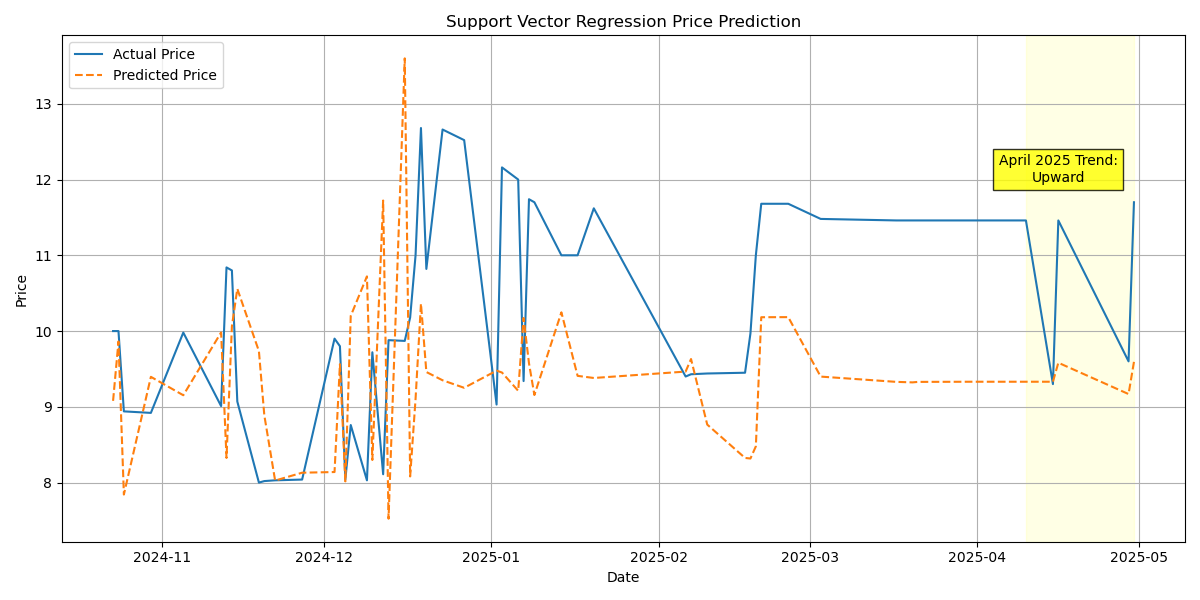 Support Vector Regression Price Prediction
Actual Price
Predicted Price
April 2025 Trend:
Upward
Price
13
12
11
10
9
8
2024-11
2024-12
2025-01
2025-02
2025-03
2025-04
2025-05
Date